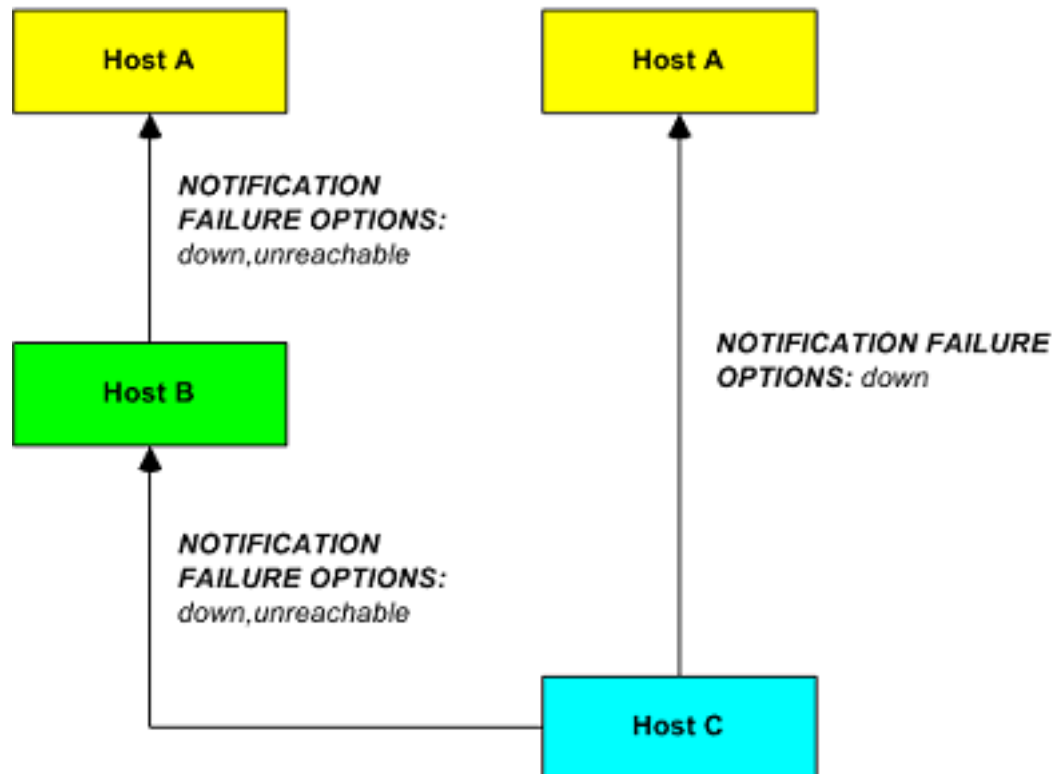 Host A
Host A
NOTIFICATION
FAILURE OPTIONS:
down,unreachable
NOTIFICATION FAILURE
OPTIONS: down
Host B
NOTIFICATION
FAILURE OPTIONS:
down,unreachable
Host C